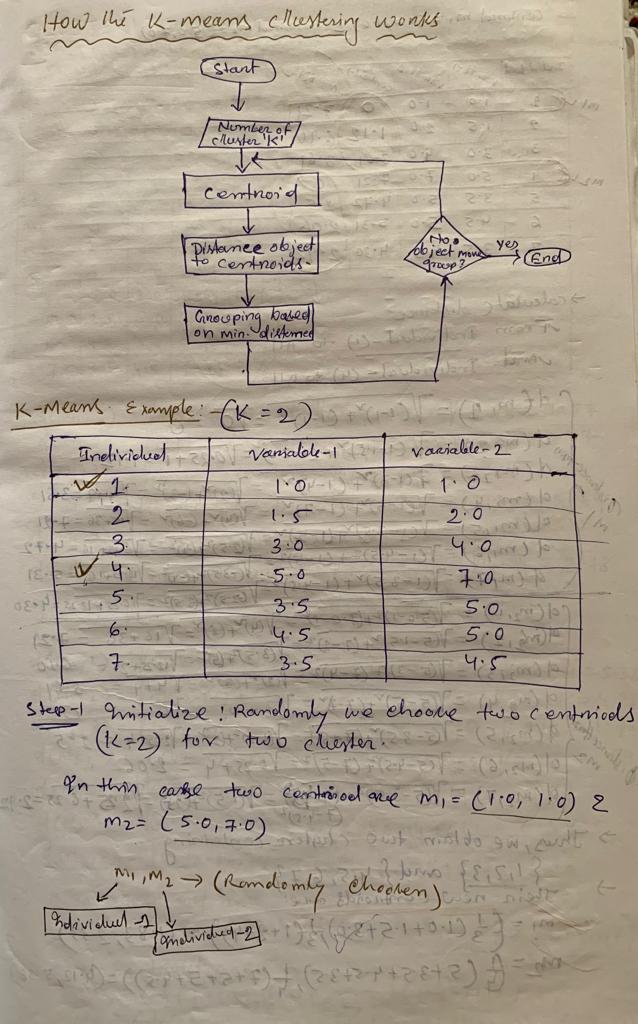 How the K-means clustering works
Start
Number of
cluster 'K'
Centroid
Distance object
to centroids.
Grouping based
on min. distance
No.
object move
group?
yes
End
K-Means Example:- (K=2)
Individual Variable-1 Variable-2
1. 1.0 1.0
2 1.5 2.0
3. 3.0 4.0
4. 5.0 7.0
5. 3.5 5.0
6. 4.5 5.0
7. 3.5 4.5
Step-1 Initialize: Randomly we choose two centriods
(K=2) for two cluster.
In this case two centriod are m1 = (1.0, 1.0) &
m2 = (5.0, 7.0)
m1, m2 → (Randomly choosen)
Individual -1
Individual-2